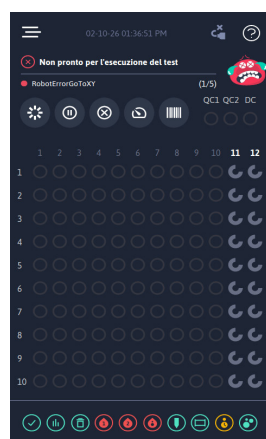 02-10-26 01:36:51 PM
Non pronto per l'esecuzione del test
RobotErrorGoToXY (1/5)
QC1 QC2 DC
1 2 3 4 5 6 7 8 9 10 11 12
1
2
3
4
5
6
7
8
9
10